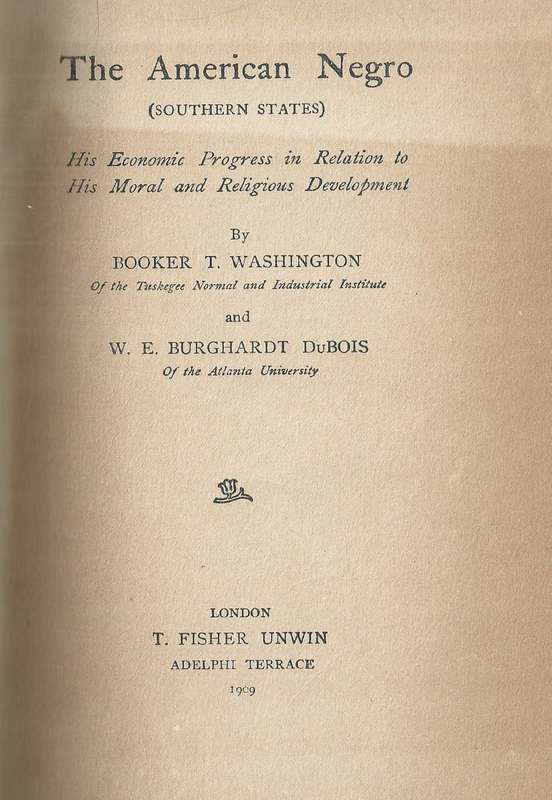 The American Negro
(SOUTHERN STATES)
His Economic Progress in Relation to
His Moral and Religious Development
By
BOOKER T. WASHINGTON
Of the Tuskegee Normal and Industrial Institute
and
W. E. BURGHARDT DuBOIS
Of the Atlanta University
LONDON
T. FISHER UNWIN
ADELPHI TERRACE
1909